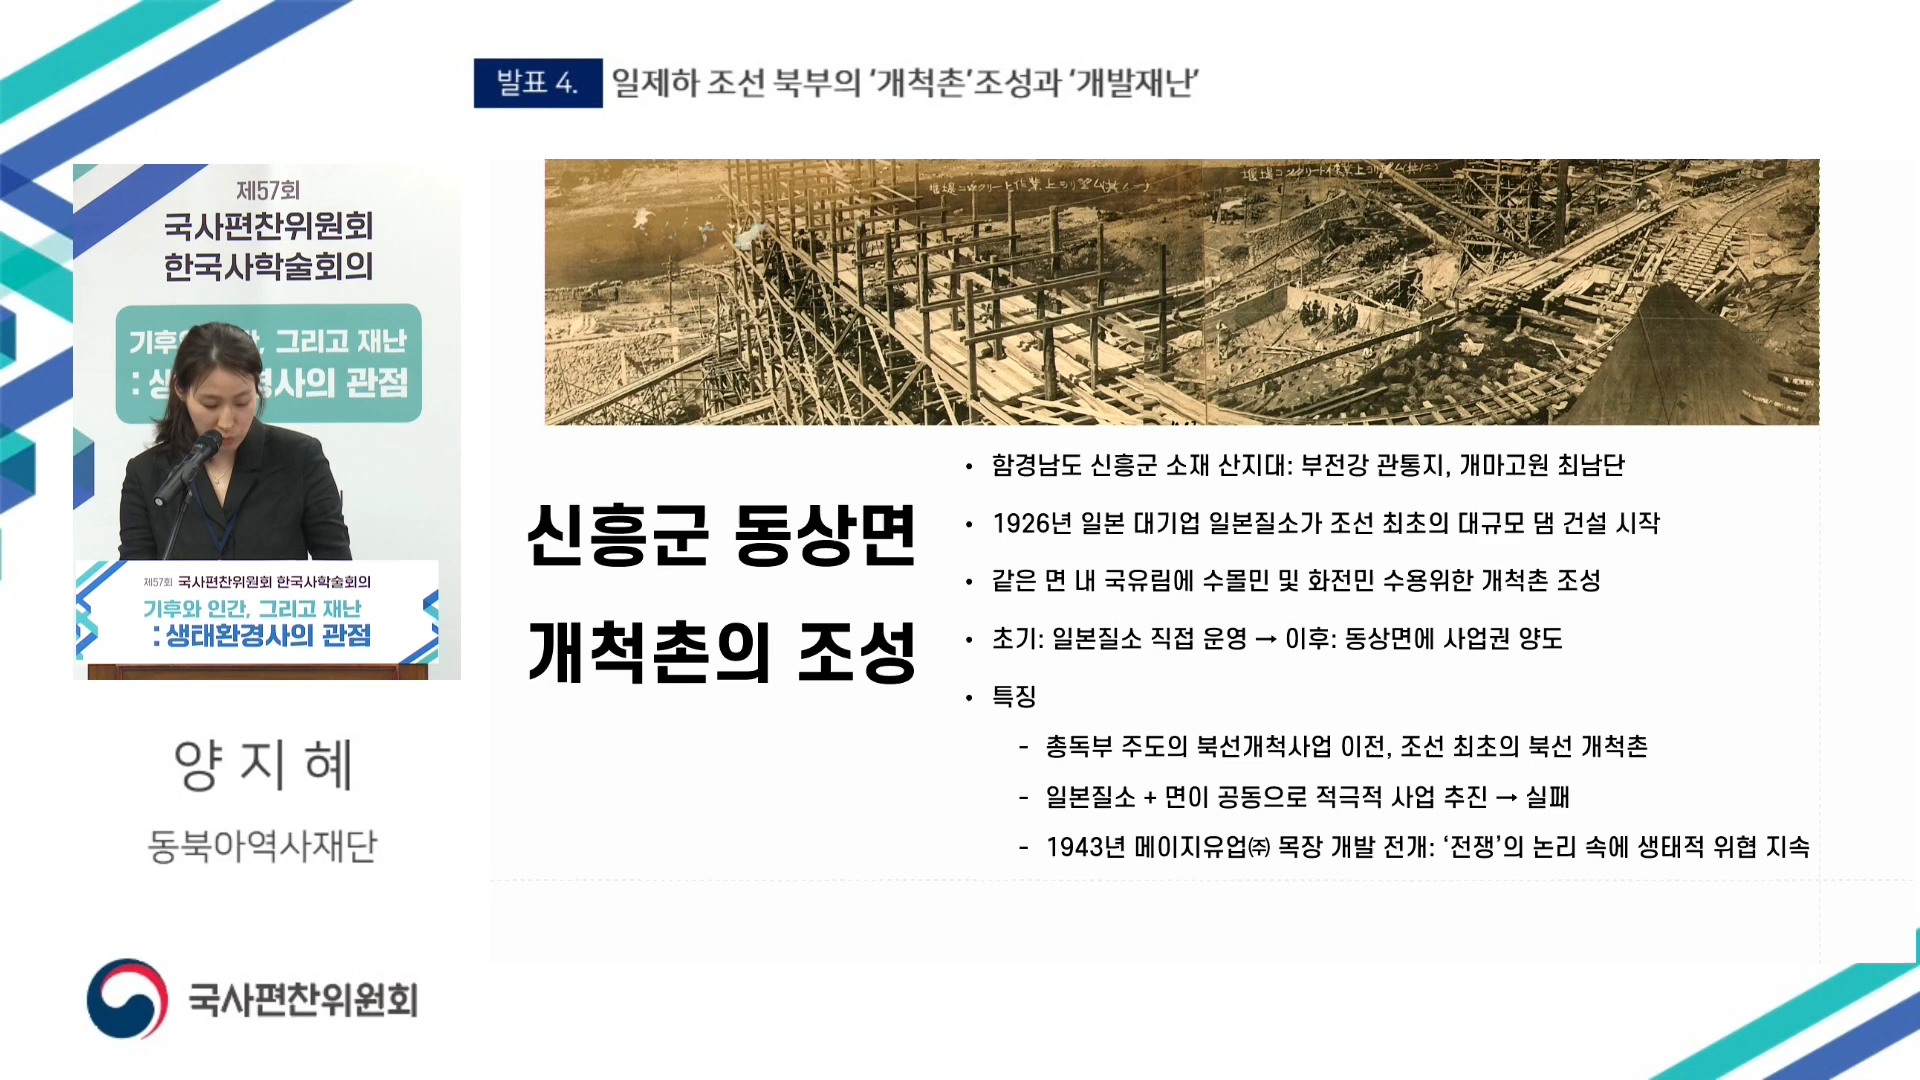 발표 4. 일제하 조선 북부의 ‘개척촌’조성과 ‘개발재난’
제57회
국사편찬위원회
한국사학술회의
그리고 재난
사의 관점
제57회 국사편찬위원회 한국사학술회의
기후와 인간, 그리고 재난
: 생태환경사의 관점
양지혜
동북아역사재단
국사편찬위원회
신흥군 동상면
개척촌의 조성
• 함경남도 신흥군 소재 산지대: 부전강 관통지, 개마고원 최남단
• 1926년 일본 대기업 일본질소가 조선 최초의 대규모 댐 건설 시작
• 같은 면 내 국유림에 수몰민 및 화전민 수용위한 개척촌 조성
• 초기: 일본질소 직접 운영 → 이후: 동상면에 사업권 양도
• 특징
- 총독부 주도의 북선개척사업 이전, 조선 최초의 북선 개척촌
- 일본질소 + 면이 공동으로 적극적 사업 추진 → 실패
- 1943년 메이지유업㈜ 목장 개발 전개: ‘전쟁’의 논리 속에 생태적 위협 지속